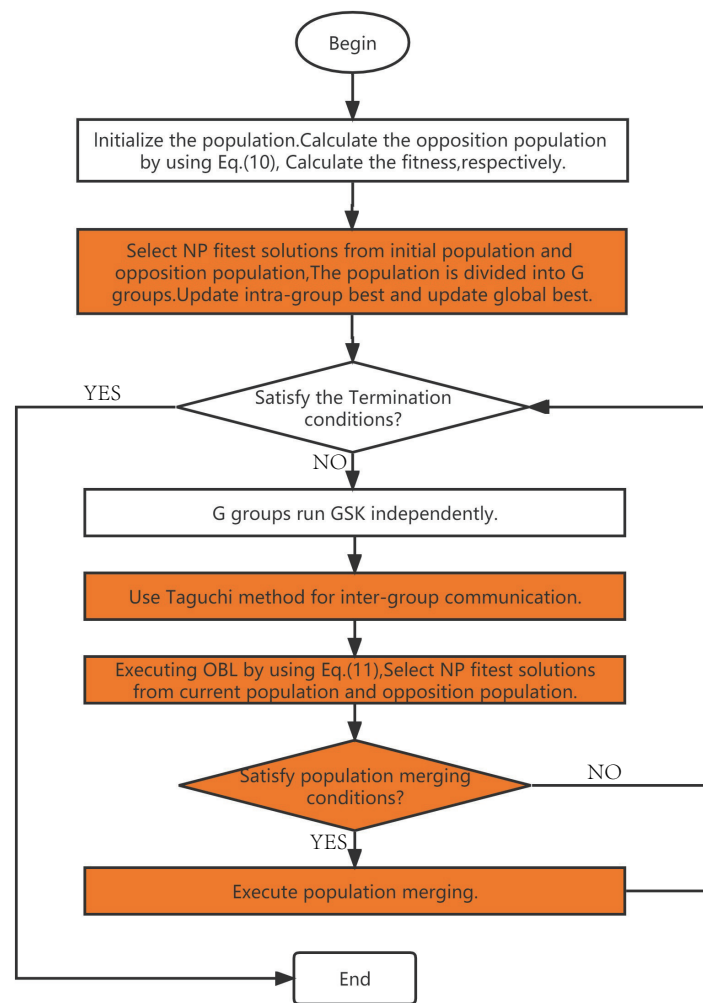 Begin
Initialize the population.Calculate the opposition population
by using Eq.(10), Calculate the fitness,respectively.
Select NP fitest solutions from initial population and
opposition population,The population is divided into G
groups.Update intra-group best and update global best.
YES
Satisfy the Termination
conditions?
NO
G groups run GSK independently.
Use Taguchi method for inter-group communication.
Executing OBL by using Eq.(11),Select NP fitest solutions
from current population and opposition population.
Satisfy population merging
conditions?
NO
YES
Execute population merging.
End